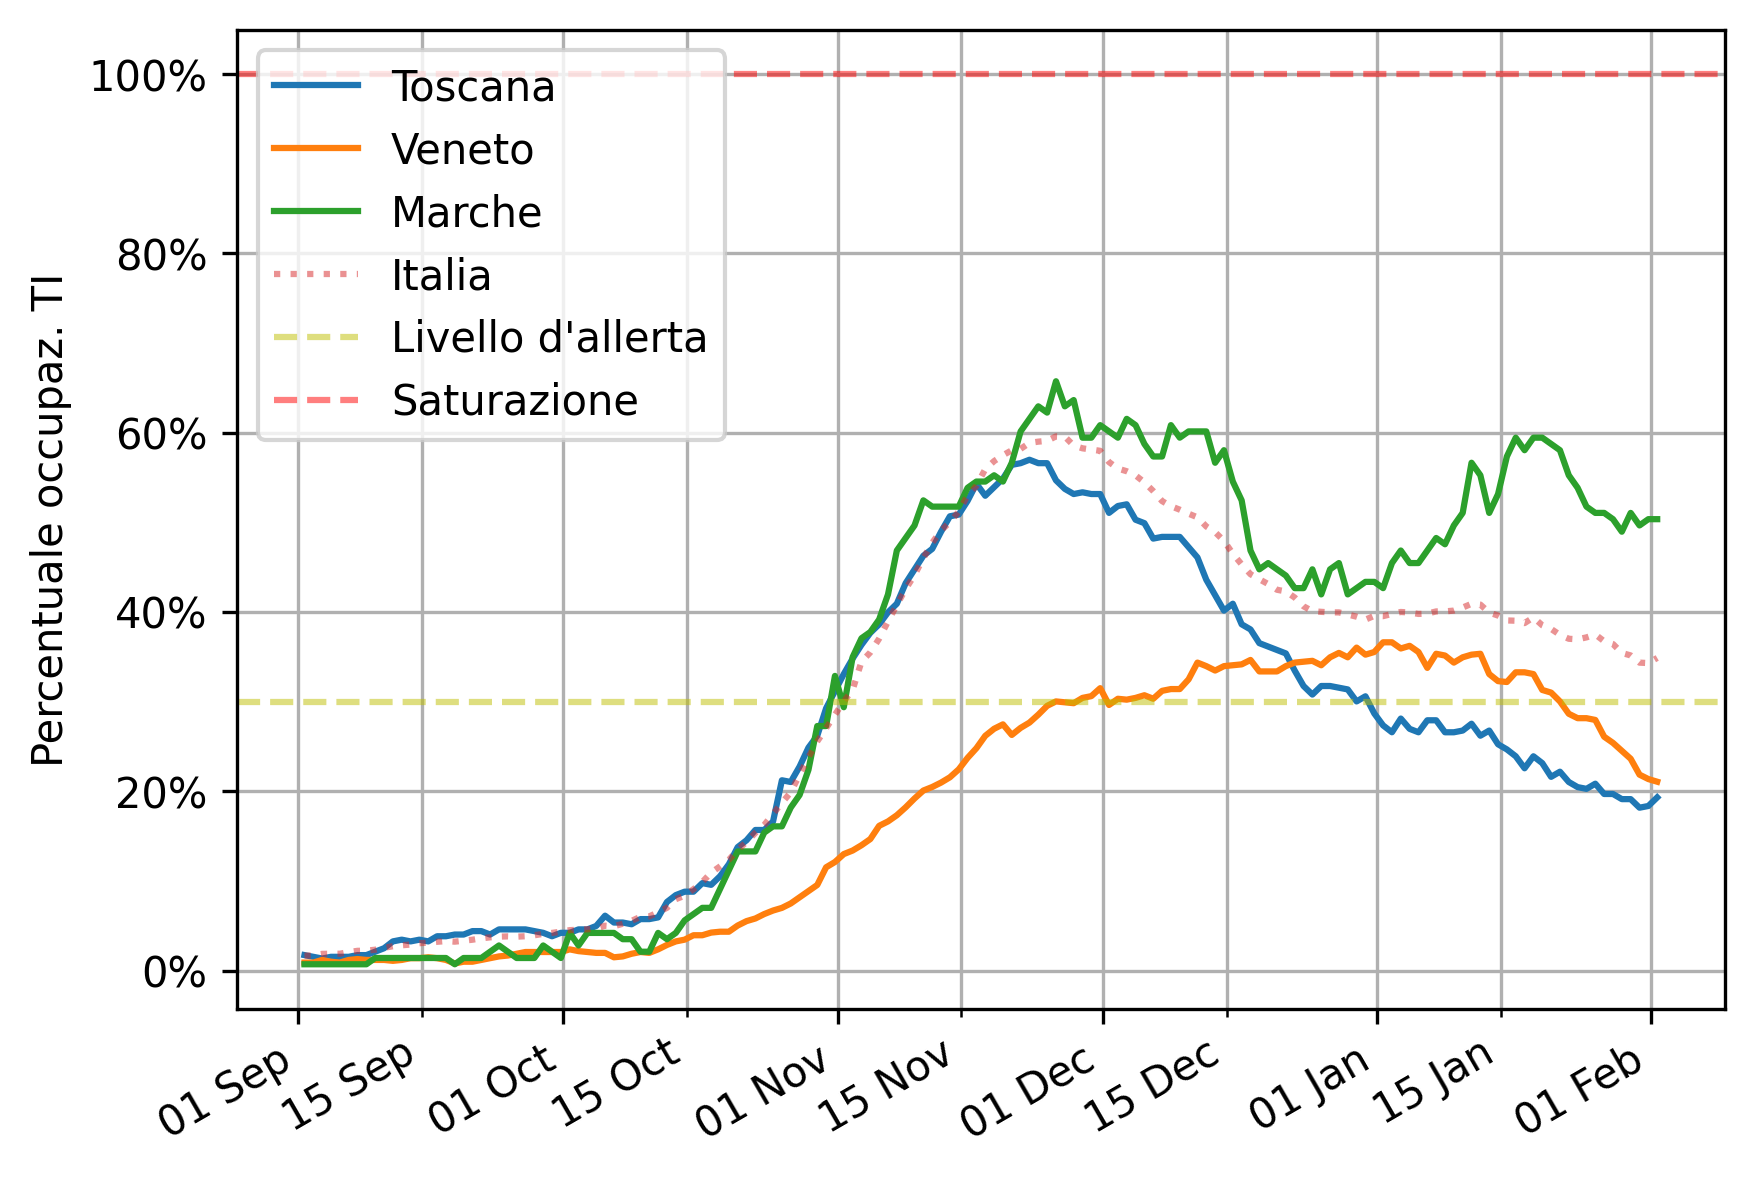 100%
80%
60%
40%
20%
0%
Percentuale occupaz. TI
Toscana
Veneto
Marche
Italia
Livello d'allerta
Saturazione
01 Sep
15 Sep
01 Oct
15 Oct
01 Nov
15 Nov
01 Dec
15 Dec
01 Jan
15 Jan
01 Feb